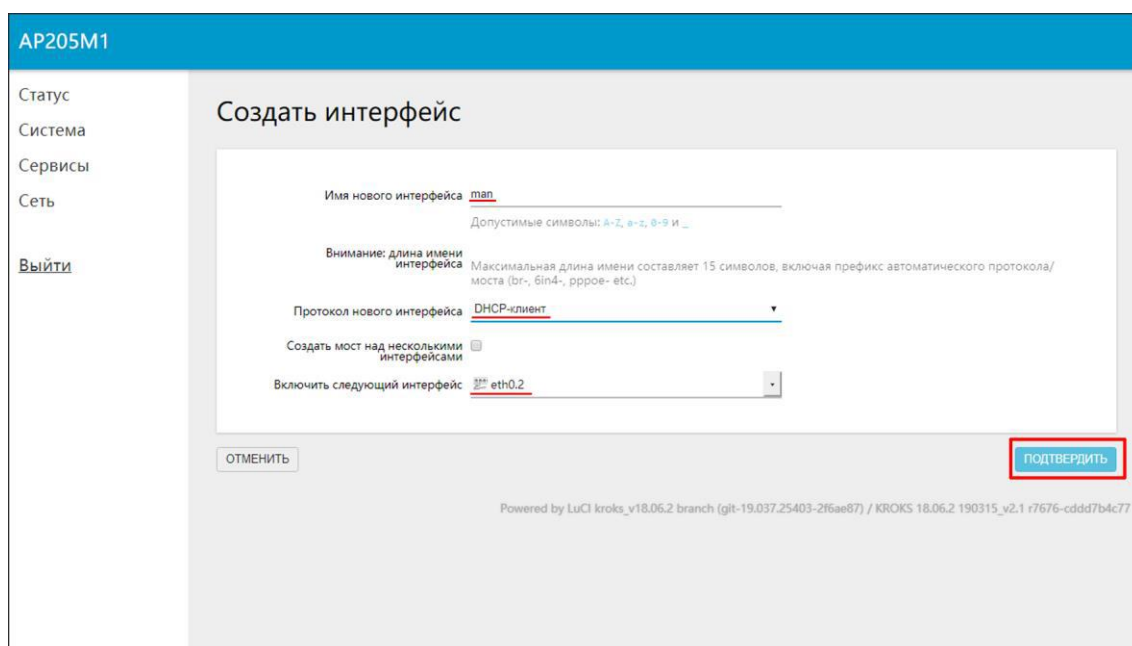 AP205M1
Статус
Система
Сервисы
Сеть
Выйти
Создать интерфейс
Имя нового интерфейса man
Допустимые символы: A-Z, a-z, 0-9 и _
Внимание: длина имени
интерфейса Максимальная длина имени составляет 15 символов, включая префикс автоматического протокола/
моста (br-, 6in4-, pppoe- etc.)
Протокол нового интерфейса DHCP-клиент
Создать мост над несколькими
интерфейсами
Включить следующий интерфейс eth0.2
ОТМЕНИТЬ
ПОДТВЕРДИТЬ
Powered by LuCI kroks_v18.06.2 branch (git-19.037.25403-2f6ae87) / KROKS 18.06.2 190315_v2.1 r7676-cddd7b4c77